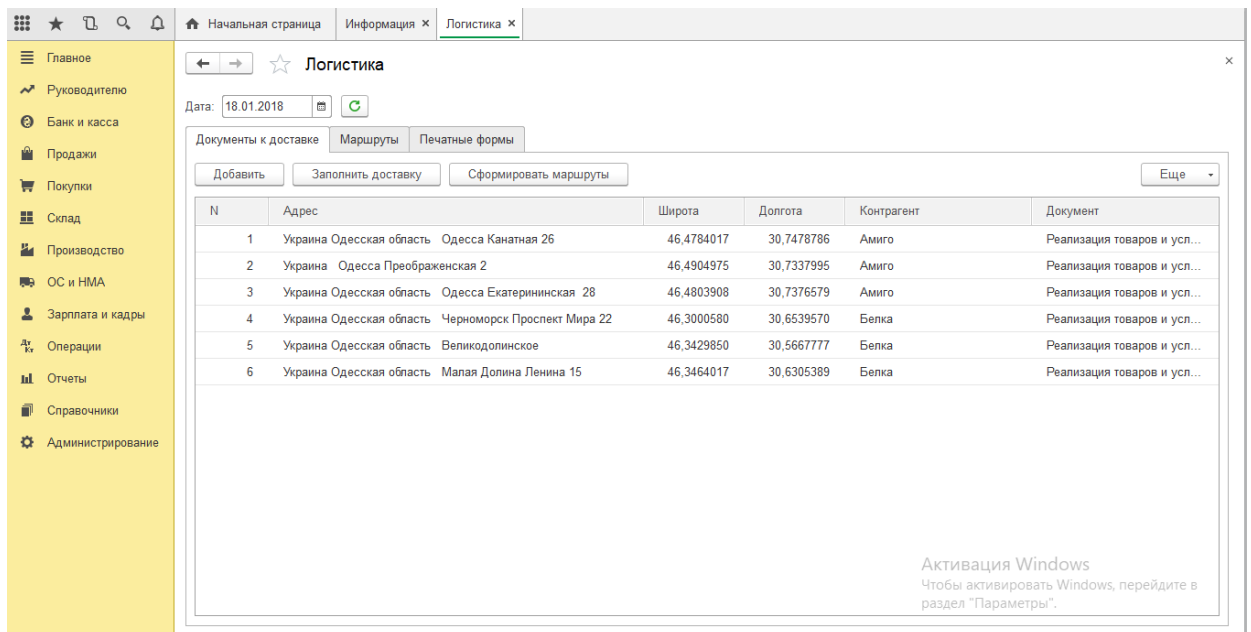 Начальная страница Информация × Логистика ×
Главное
Руководителю
Банк и касса
Продажи
Покупки
Склад
Производство
ОС и НМА
Зарплата и кадры
Дт Кт Операции
Отчеты
Справочники
Администрирование
Логистика ×
Дата: 18.01.2018
Документы к доставке Маршруты Печатные формы
Добавить Заполнить доставку Сформировать маршруты Еще
N Адрес Широта Долгота Контрагент Документ
1 Украина Одесская область Одесса Канатная 26 46,4784017 30,7478786 Амиго Реализация товаров и усл...
2 Украина Одесса Преображенская 2 46,4904975 30,7337995 Амиго Реализация товаров и усл...
3 Украина Одесская область Одесса Екатерининская 28 46,4803908 30,7376579 Амиго Реализация товаров и усл...
4 Украина Одесская область Черноморск Проспект Мира 22 46,3000580 30,6539570 Белка Реализация товаров и усл...
5 Украина Одесская область Великодолинское 46,3429850 30,5667777 Белка Реализация товаров и усл...
6 Украина Одесская область Малая Долина Ленина 15 46,3464017 30,6305389 Белка Реализация товаров и усл...
Активация Windows
Чтобы активировать Windows, перейдите в
раздел "Параметры".